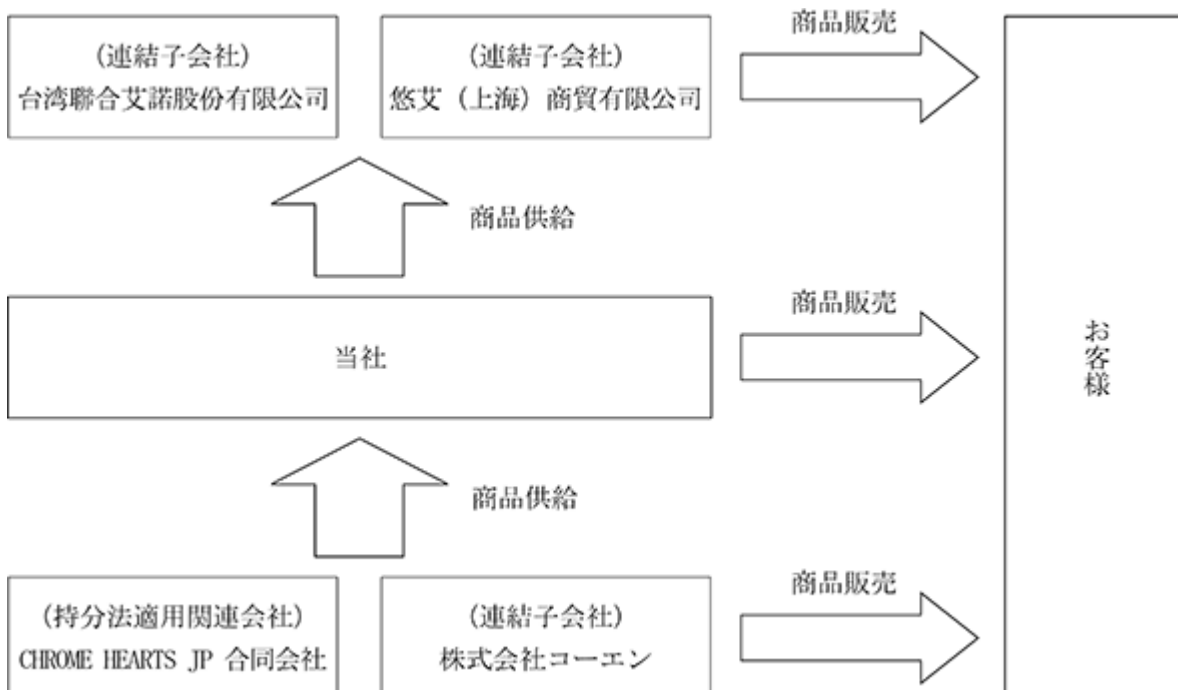 (連結子会社)
台湾聯合艾諾股份有限公司
(連結子会社)
悠艾（上海）商貿有限公司
商品販売
商品供給
当社
商品販売
お客様
商品供給
(持分法適用関連会社)
CHROME HEARTS JP 合同会社
(連結子会社)
株式会社コーエン
商品販売